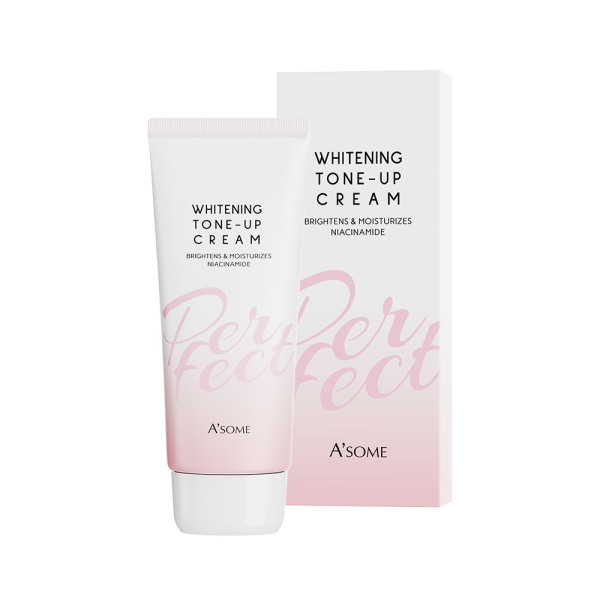 WHITENING
TONE-UP
CREAM
BRIGHTENS & MOISTURIZES
NIACINAMIDE
Per
fect
A'SOME
WHITENING
TONE-UP
CREAM
BRIGHTENS & MOISTURIZES
NIACINAMIDE
Per
fect
A'SOME